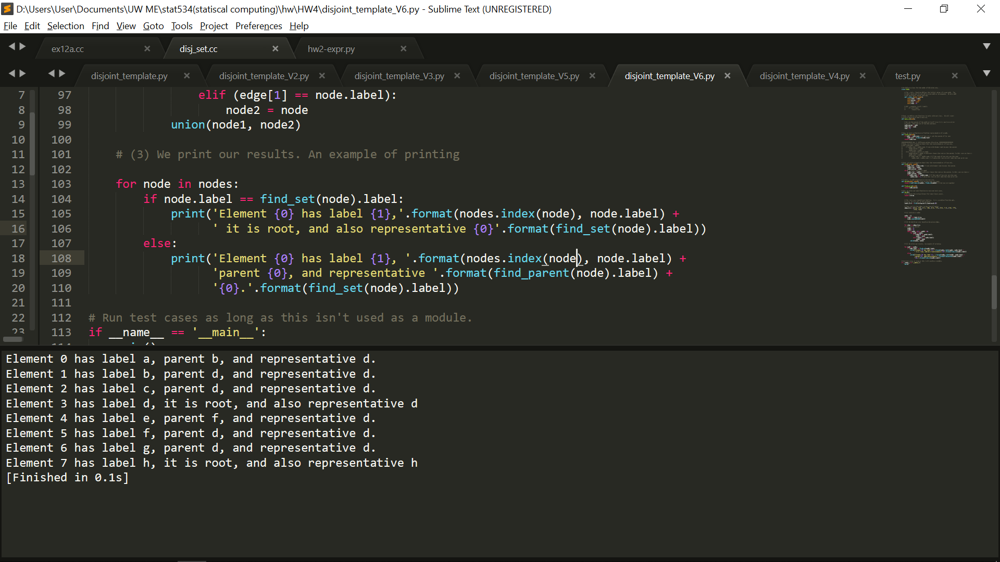 D:\Users\User\Documents\UW ME\stat534(statiscal computing)\hw\HW4\disjoint_template_V6.py - Sublime Text (UNREGISTERED)
File Edit Selection Find View Goto Tools Project Preferences Help
ex12a.cc disj_set.cc hw2-expr.py
disjoint_template.py disjoint_template_V2.py disjoint_template_V3.py disjoint_template_V5.py disjoint_template_V6.py disjoint_template_V4.py test.py
7 97 elif (edge[1] == node.label):
8 98 node2 = node
9 99 union(node1, node2)
10 100
11 101 # (3) We print our results. An example of printing
12 102
13 103 for node in nodes:
14 104 if node.label == find_set(node).label:
15 105 print('Element {0} has label {1},'.format(nodes.index(node), node.label) +
16 106 ' it is root, and also representative {0}'.format(find_set(node).label))
17 107 else:
18 108 print('Element {0} has label {1}, '.format(nodes.index(node), node.label) +
19 109 'parent {0}, and representative '.format(find_parent(node).label) +
20 110 '{0}.'.format(find_set(node).label))
21 111
22 112 # Run test cases as long as this isn't used as a module.
23 113 if __name__ == '__main__':
Element 0 has label a, parent b, and representative d.
Element 1 has label b, parent d, and representative d.
Element 2 has label c, parent d, and representative d.
Element 3 has label d, it is root, and also representative d
Element 4 has label e, parent f, and representative d.
Element 5 has label f, parent d, and representative d.
Element 6 has label g, parent d, and representative d.
Element 7 has label h, it is root, and also representative h
[Finished in 0.1s]